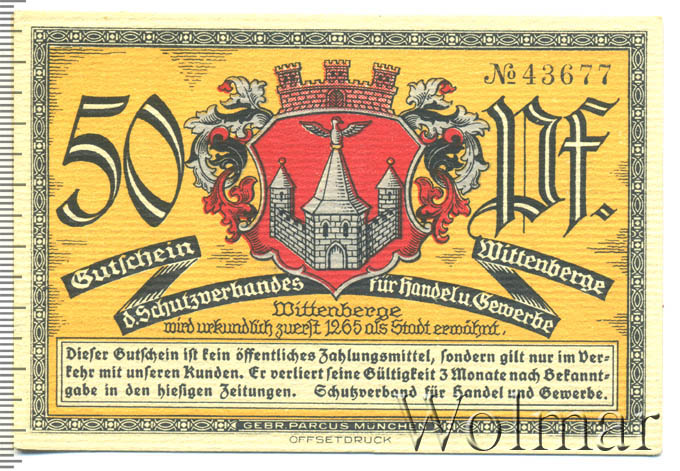 № 43677
50 Pf.
Gutschein
d. Schutzverbandes für Handel u. Gewerbe
Wittenberge
Wittenberge
wird urkundlich zuerst 1265 als Stadt erwähnt.
Dieser Gutschein ist kein öffentliches Zahlungsmittel, sondern gilt nur im Ver-
kehr mit unseren Kunden. Er verliert seine Gültigkeit 3 Monate nach Bekannt-
gabe in den hiesigen Zeitungen. Schutzverband für Handel und Gewerbe.
GEBR. PARCUS MÜNCHEN
OFFSETDRUCK
Wolmar